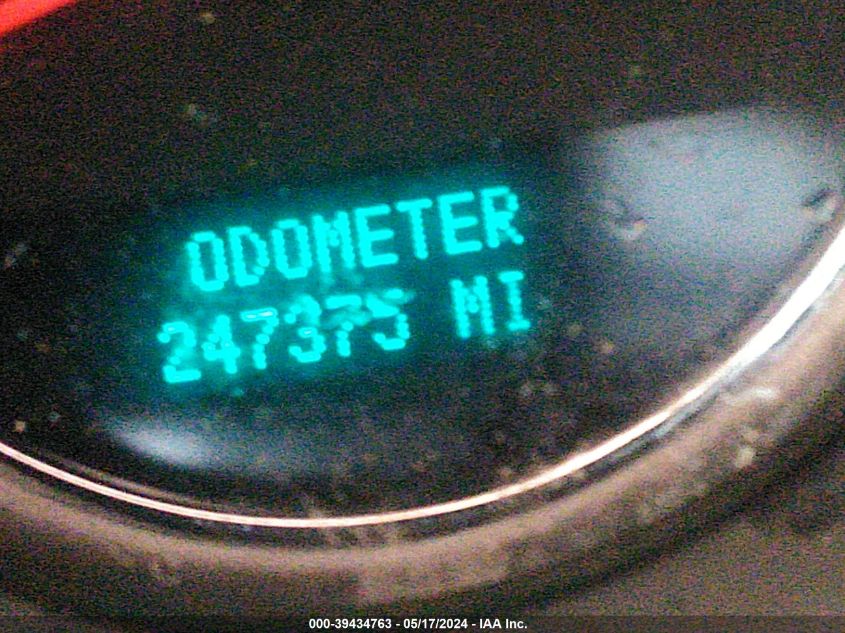 ODOMETER
247375 MI
000-39434763 - 05/17/2024 - IAA Inc.